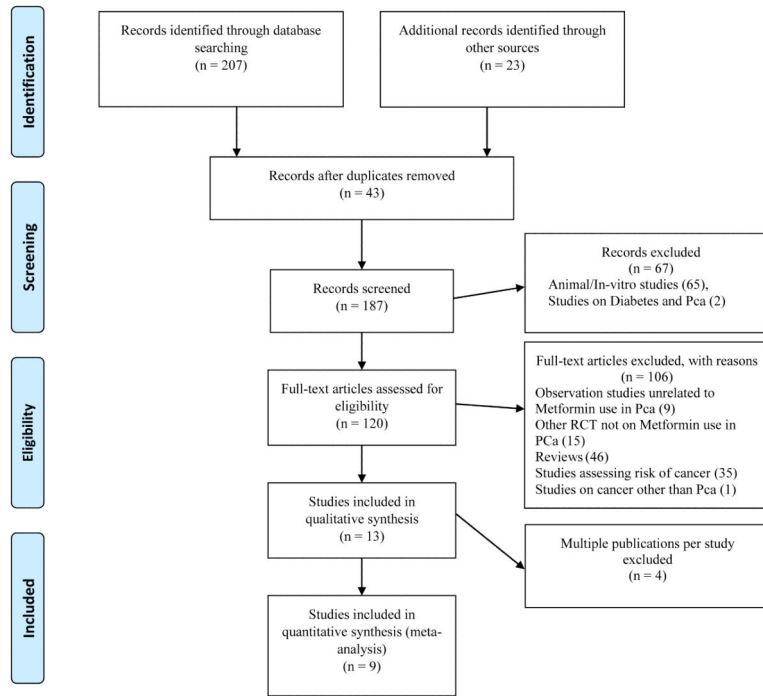 Identification
Records identified through database
searching
(n = 207)
Additional records identified through
other sources
(n = 23)
Records after duplicates removed
(n = 43)
Screening
Records screened
(n = 187)
Records excluded
(n = 67)
Animal/In-vitro studies (65),
Studies on Diabetes and Pca (2)
Eligibility
Full-text articles assessed for
eligibility
(n = 120)
Full-text articles excluded, with reasons
(n = 106)
Observation studies unrelated to
Metformin use in Pca (9)
Other RCT not on Metformin use in
PCa (15)
Reviews (46)
Studies assessing risk of cancer (35)
Studies on cancer other than Pca (1)
Studies included in
qualitative synthesis
(n = 13)
Multiple publications per study
excluded
(n = 4)
Included
Studies included in
quantitative synthesis (meta-
analysis)
(n = 9)